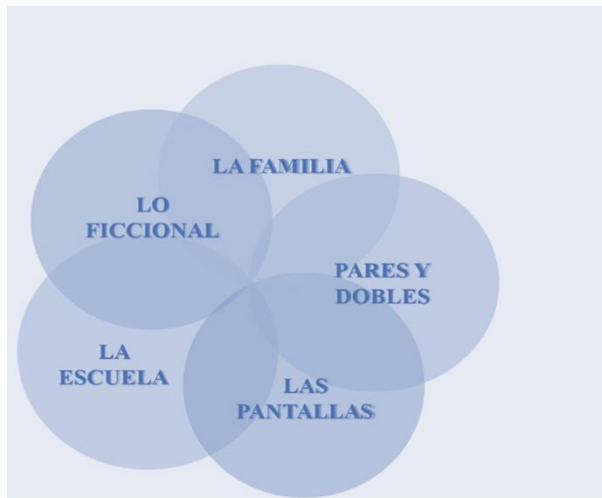 LA FAMILIA
LO
FICCIONAL
PARES Y
DOBLES
LA
ESCUELA
LAS
PANTALLAS